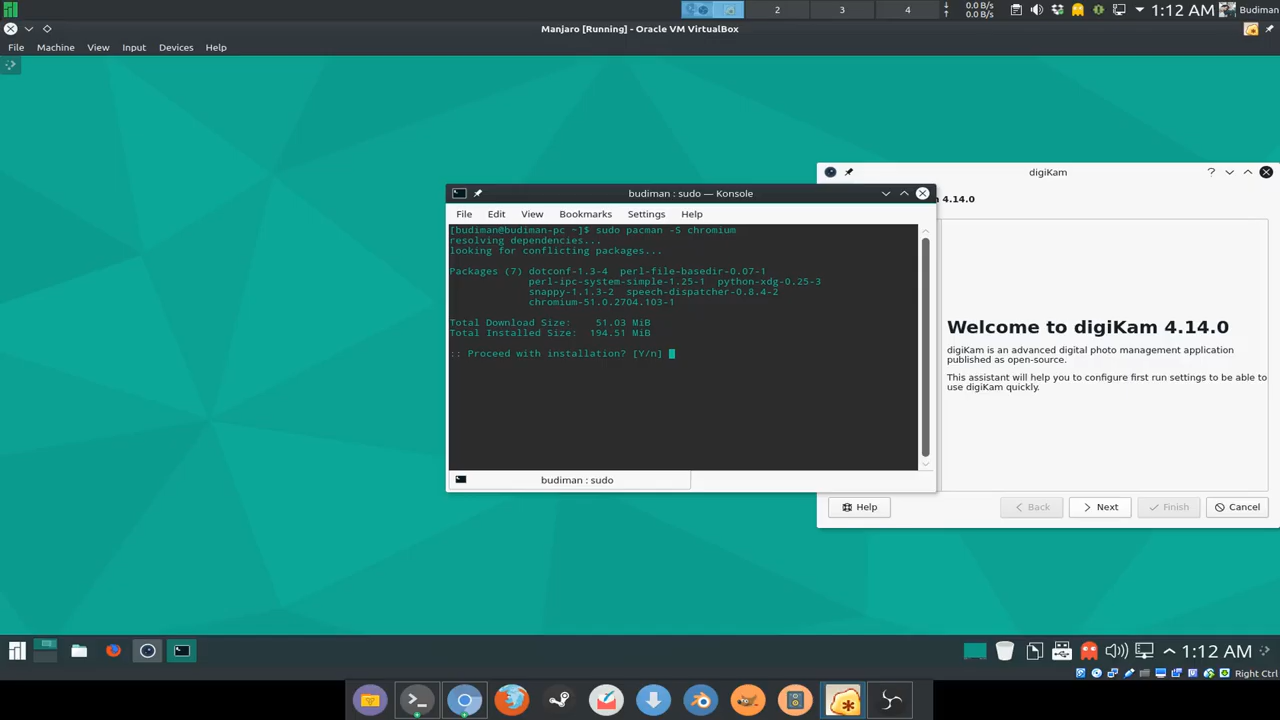 2
3
4
0.0 B/s
0.0 B/s
1:12 AM
Budiman
Manjaro [Running] - Oracle VM VirtualBox
File Machine View Input Devices Help
digiKam
4.14.0
budiman : sudo — Konsole
File Edit View Bookmarks Settings Help
[budiman@budiman-pc ~]$ sudo pacman -S chromium
resolving dependencies...
looking for conflicting packages...
Packages (7) dotconf-1.3-4 perl-file-basedir-0.07-1
perl-ipc-system-simple-1.25-1 python-xdg-0.25-3
snappy-1.1.3-2 speech-dispatcher-0.8.4-2
chromium-51.0.2704.103-1
Total Download Size: 51.03 MiB
Total Installed Size: 194.51 MiB
:: Proceed with installation? [Y/n]
budiman : sudo
Welcome to digiKam 4.14.0
digiKam is an advanced digital photo management application
published as open-source.
This assistant will help you to configure first run settings to be able to
use digiKam quickly.
Help
Back
Next
Finish
Cancel
1:12 AM
Right Ctrl